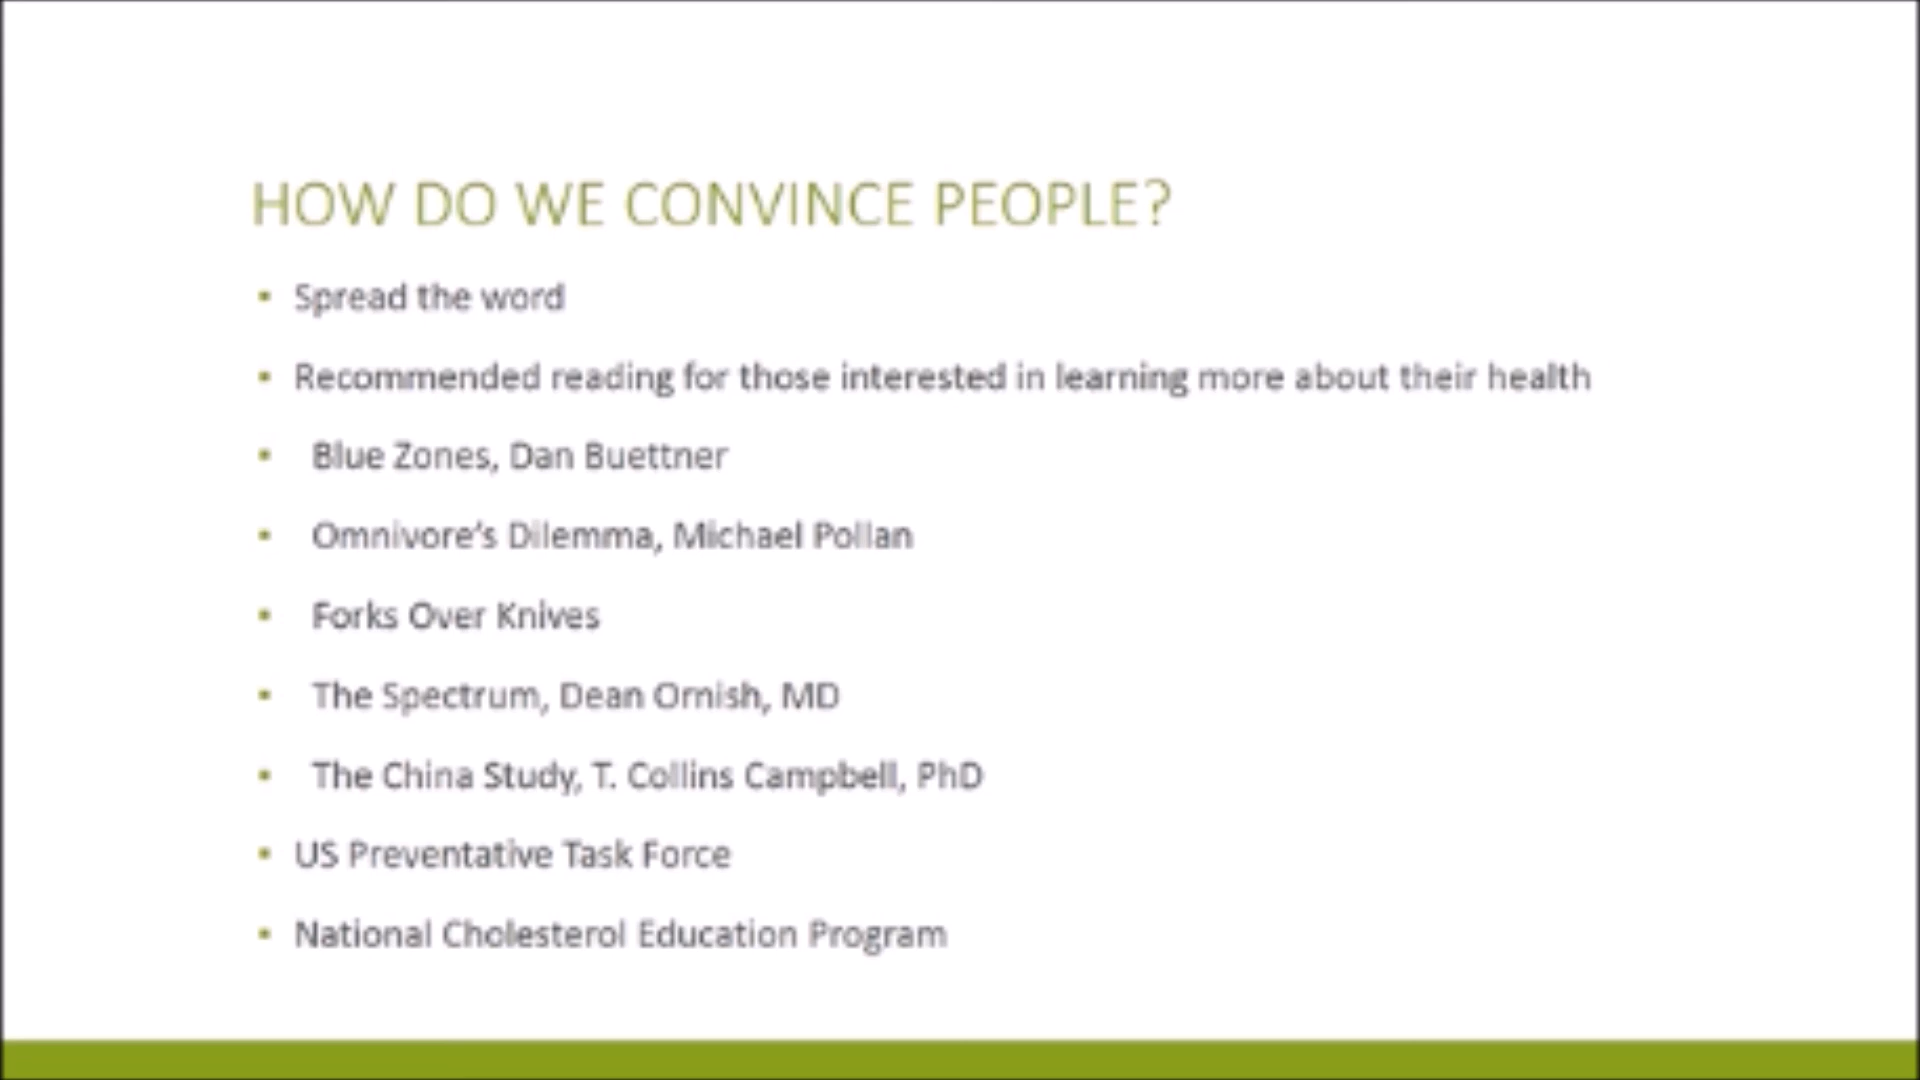 HOW DO WE CONVINCE PEOPLE?
▪ Spread the word
▪ Recommended reading for those interested in learning more about their health
▪ Blue Zones, Dan Buettner
▪ Omnivore's Dilemma, Michael Pollan
▪ Forks Over Knives
▪ The Spectrum, Dean Ornish, MD
▪ The China Study, T. Collins Campbell, PhD
▪ US Preventative Task Force
▪ National Cholesterol Education Program